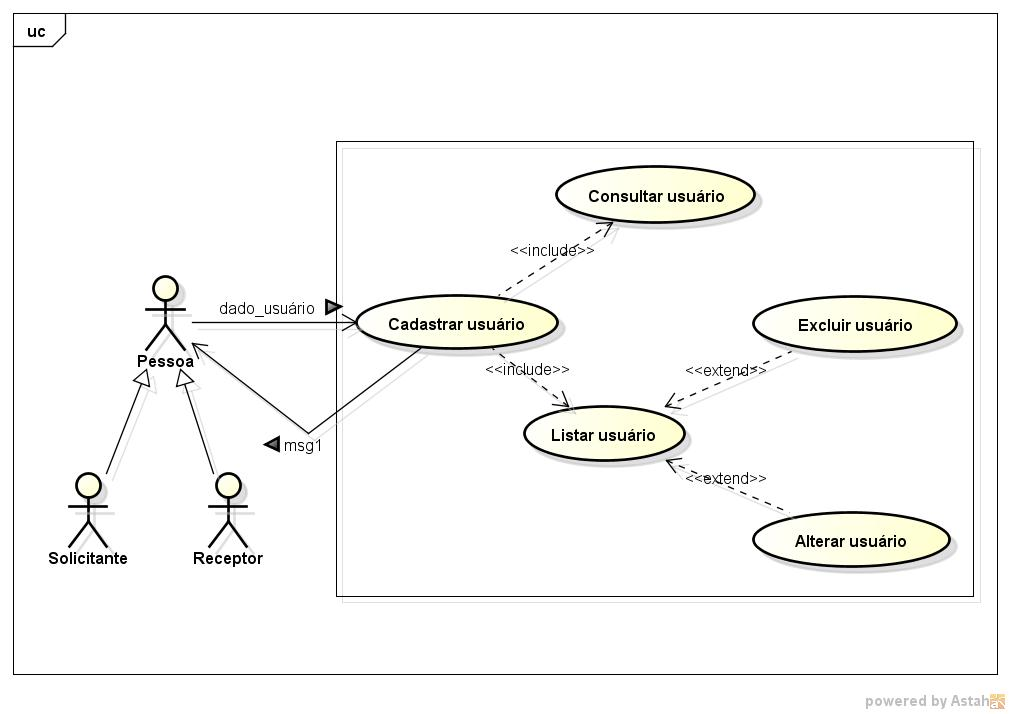 uc
Consultar usuário
<<include>>
dado_usuário
Cadastrar usuário
Excluir usuário
Pessoa
<<include>>
<<extend>>
Listar usuário
msg1
<<extend>>
Alterar usuário
Solicitante
Receptor
powered by Astah